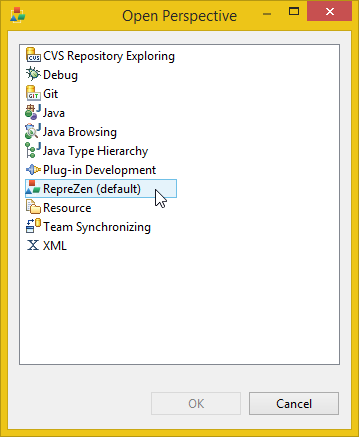 Open Perspective
CVS Repository Exploring
Debug
Git
Java
Java Browsing
Java Type Hierarchy
Plug-in Development
RepreZen (default)
Resource
Team Synchronizing
XML
OK
Cancel